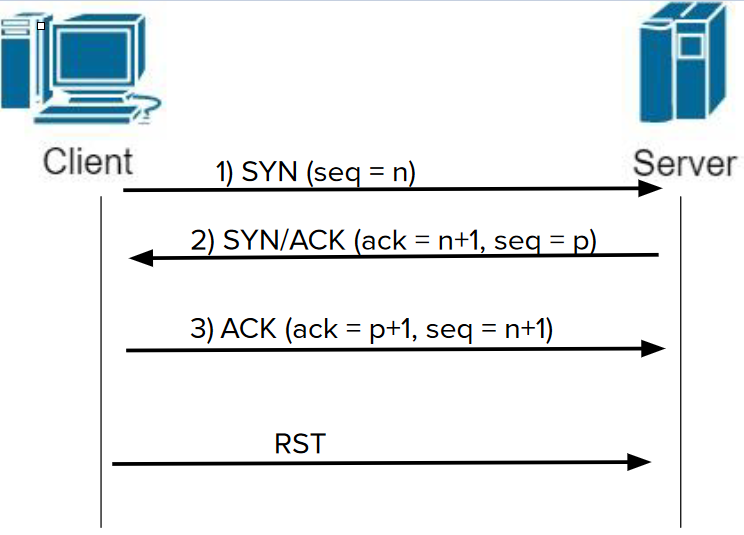 Client
Server
1) SYN (seq = n)
2) SYN/ACK (ack = n+1, seq = p)
3) ACK (ack = p+1, seq = n+1)
RST